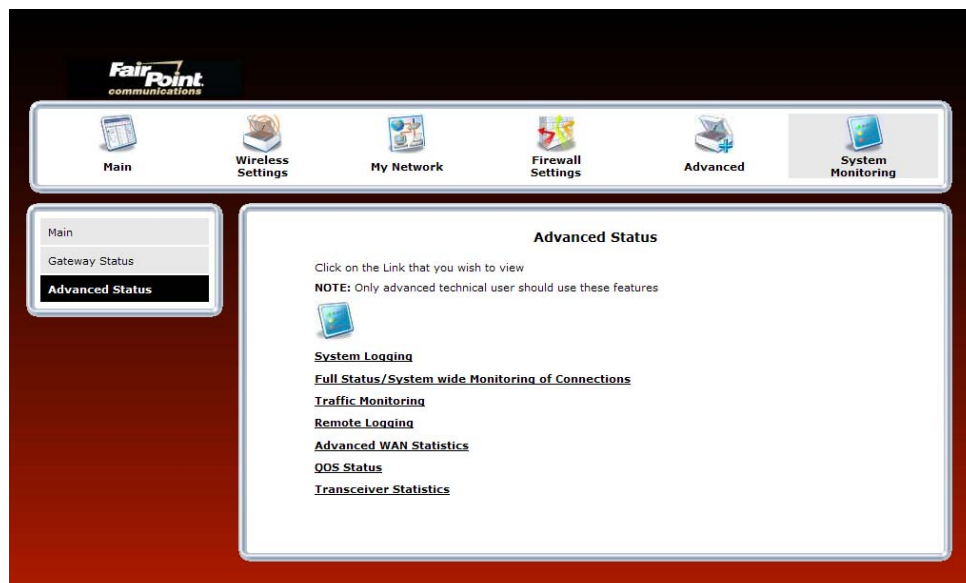 FairPoint.
communications
Main
Wireless
Settings
My Network
Firewall
Settings
Advanced
System
Monitoring
Main
Gateway Status
Advanced Status
Advanced Status
Click on the Link that you wish to view
NOTE: Only advanced technical user should use these features
System Logging
Full Status/System wide Monitoring of Connections
Traffic Monitoring
Remote Logging
Advanced WAN Statistics
QOS Status
Transceiver Statistics